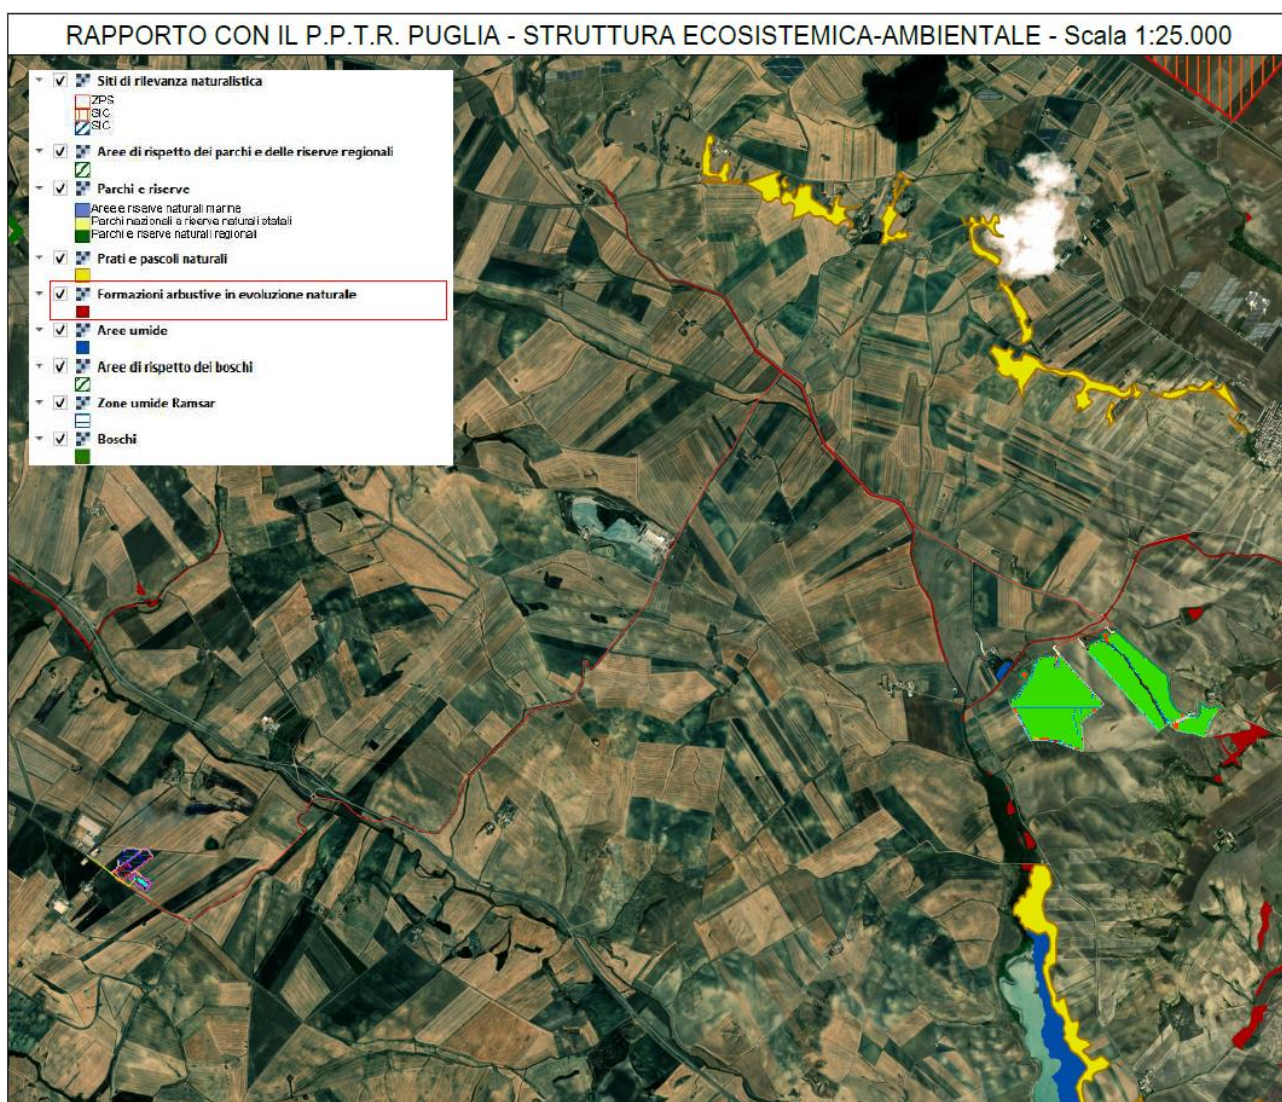 RAPPORTO CON IL P.P.T.R. PUGLIA - STRUTTURA ECOSISTEMICA-AMBIENTALE - Scala 1:25.000
Siti di rilevanza naturalistica
ZPS
SIC
SIC
Aree di rispetto dei parchi e delle riserve regionali
Parchi e riserve
Aree e riserve naturali marine
Parchi nazionali e riserve naturali statali
Parchi e riserve naturali regionali
Prati e pascoli naturali
Formazioni arbustive in evoluzione naturale
Aree umide
Aree di rispetto dei boschi
Zone umide Ramsar
Boschi